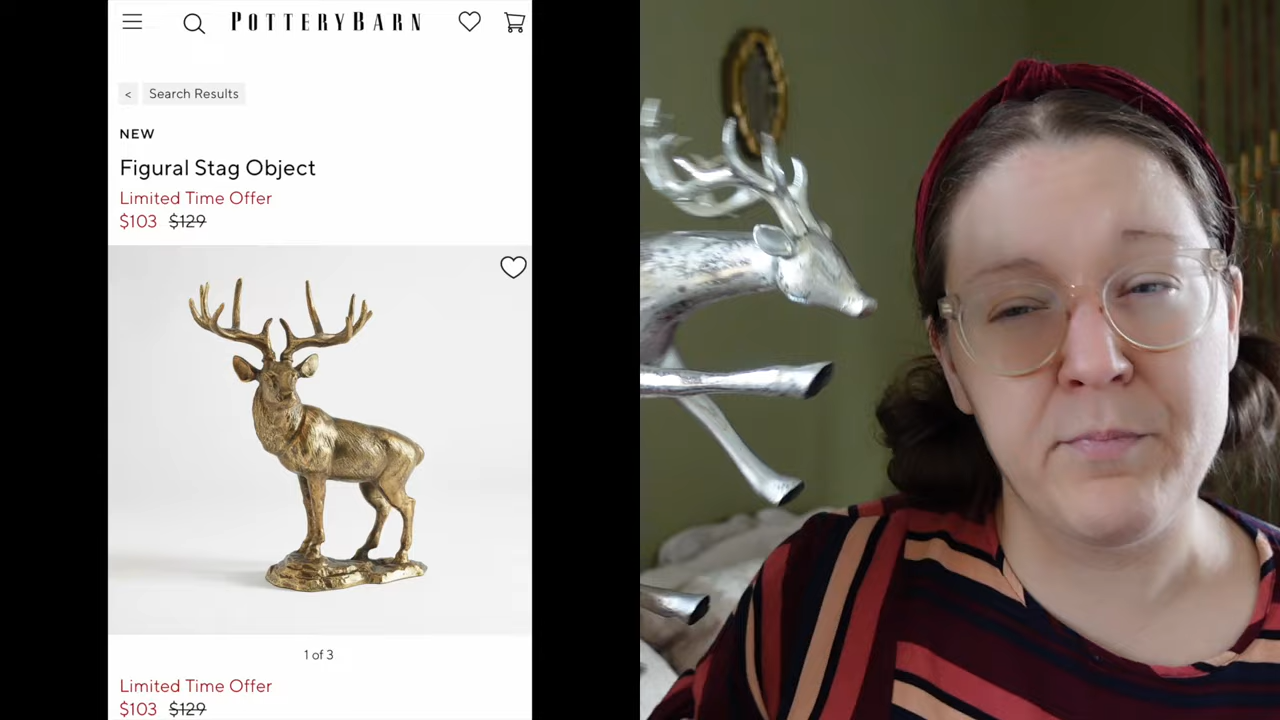 POTTERYBARN
< Search Results
NEW
Figural Stag Object
Limited Time Offer
$103 $129
1 of 3
Limited Time Offer
$103 $129